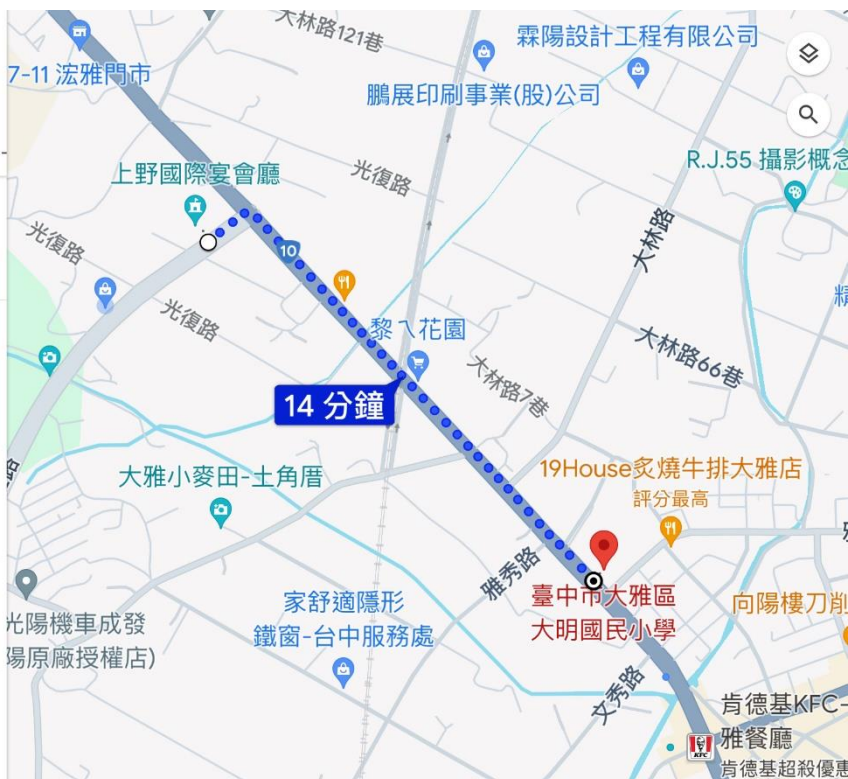 大林路121巷
霖陽設計工程有限公司
7-11 浤雅門市
鵬展印刷事業(股)公司
上野國際宴會廳
光復路
R.J.55 攝影概念
光復路
10
大林路
光復路
黎ㄟ花園
大林路66巷
大林路7巷
14 分鐘
19House炙燒牛排大雅店
評分最高
大雅小麥田-土角厝
雅秀路
臺中市大雅區
大明國民小學
家舒適隱形
鐵窗-台中服務處
向陽樓刀削
光陽機車成發
陽原廠授權店)
文秀路
肯德基KFC-
雅餐廳
肯德基超殺優惠
KFC